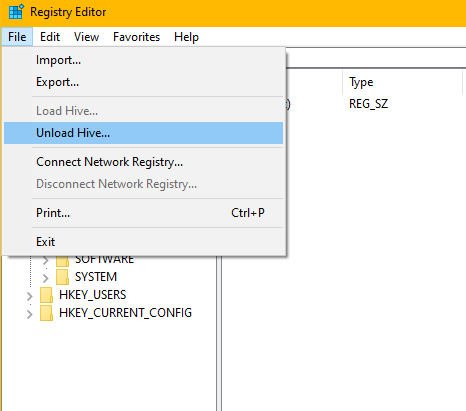 Registry Editor
File Edit View Favorites Help
Import...
Export...
Type
Load Hive...
REG_SZ
Unload Hive...
Connect Network Registry...
Disconnect Network Registry...
Print... Ctrl+P
Exit
SOFTWARE
SYSTEM
HKEY_USERS
HKEY_CURRENT_CONFIG